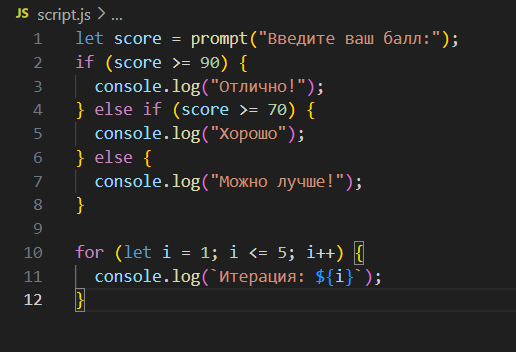 JS script.js > ...
1 let score = prompt("Введите ваш балл:");
2 if (score >= 90) {
3   console.log("Отлично!");
4 } else if (score >= 70) {
5   console.log("Хорошо");
6 } else {
7   console.log("Можно лучше!");
8 }
9
10 for (let i = 1; i <= 5; i++) {
11   console.log(`Итерация: ${i}`);
12 }